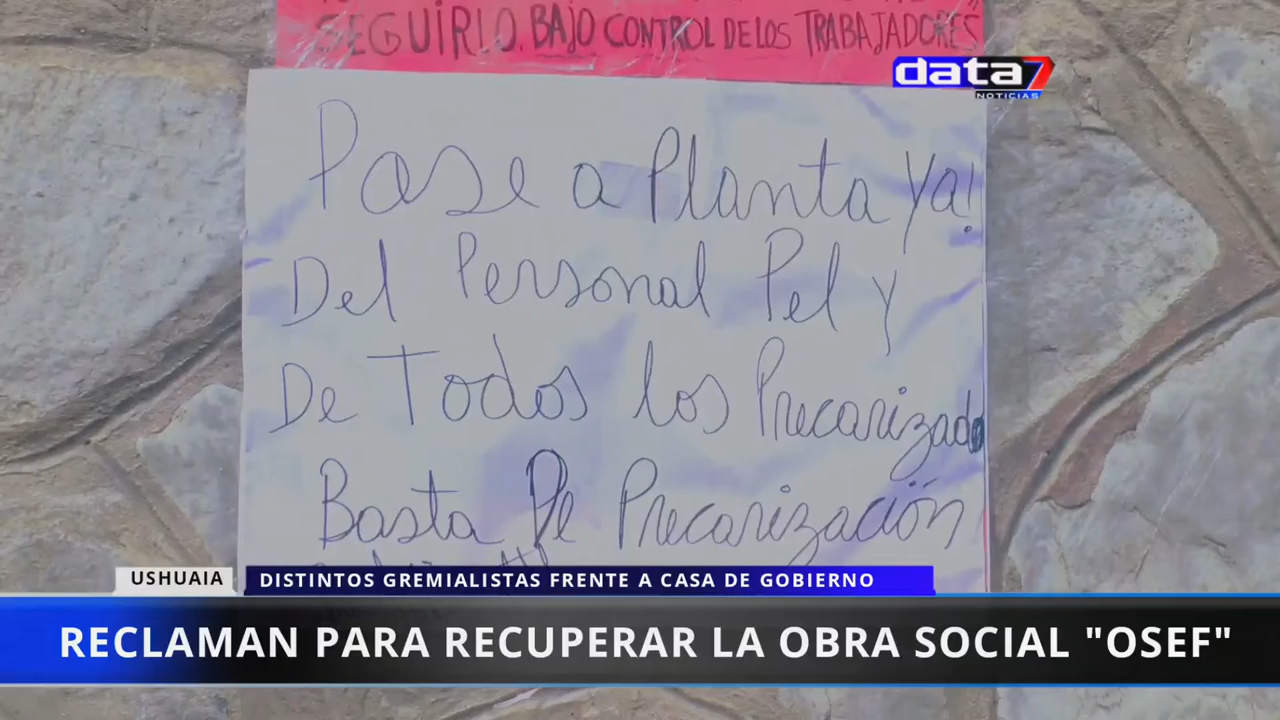 SEGUIRLO. BAJO CONTROL DE LOS TRABAJADORES
data7
NOTICIAS
Pase a Planta Ya!
Del Personal Pel y
De Todos los Precarizado
Basta De Precarización
USHUAIA
DISTINTOS GREMIALISTAS FRENTE A CASA DE GOBIERNO
RECLAMAN PARA RECUPERAR LA OBRA SOCIAL "OSEF"